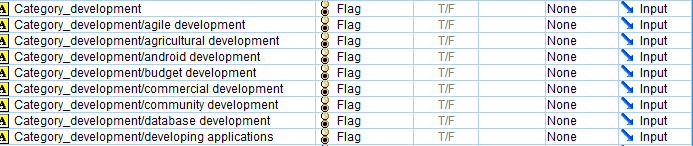 A Category_development Flag T/F None Input
A Category_development/agile development Flag T/F None Input
A Category_development/agricultural development Flag T/F None Input
A Category_development/android development Flag T/F None Input
A Category_development/budget development Flag T/F None Input
A Category_development/commercial development Flag T/F None Input
A Category_development/community development Flag T/F None Input
A Category_development/database development Flag T/F None Input
A Category_development/developing applications Flag T/F None Input